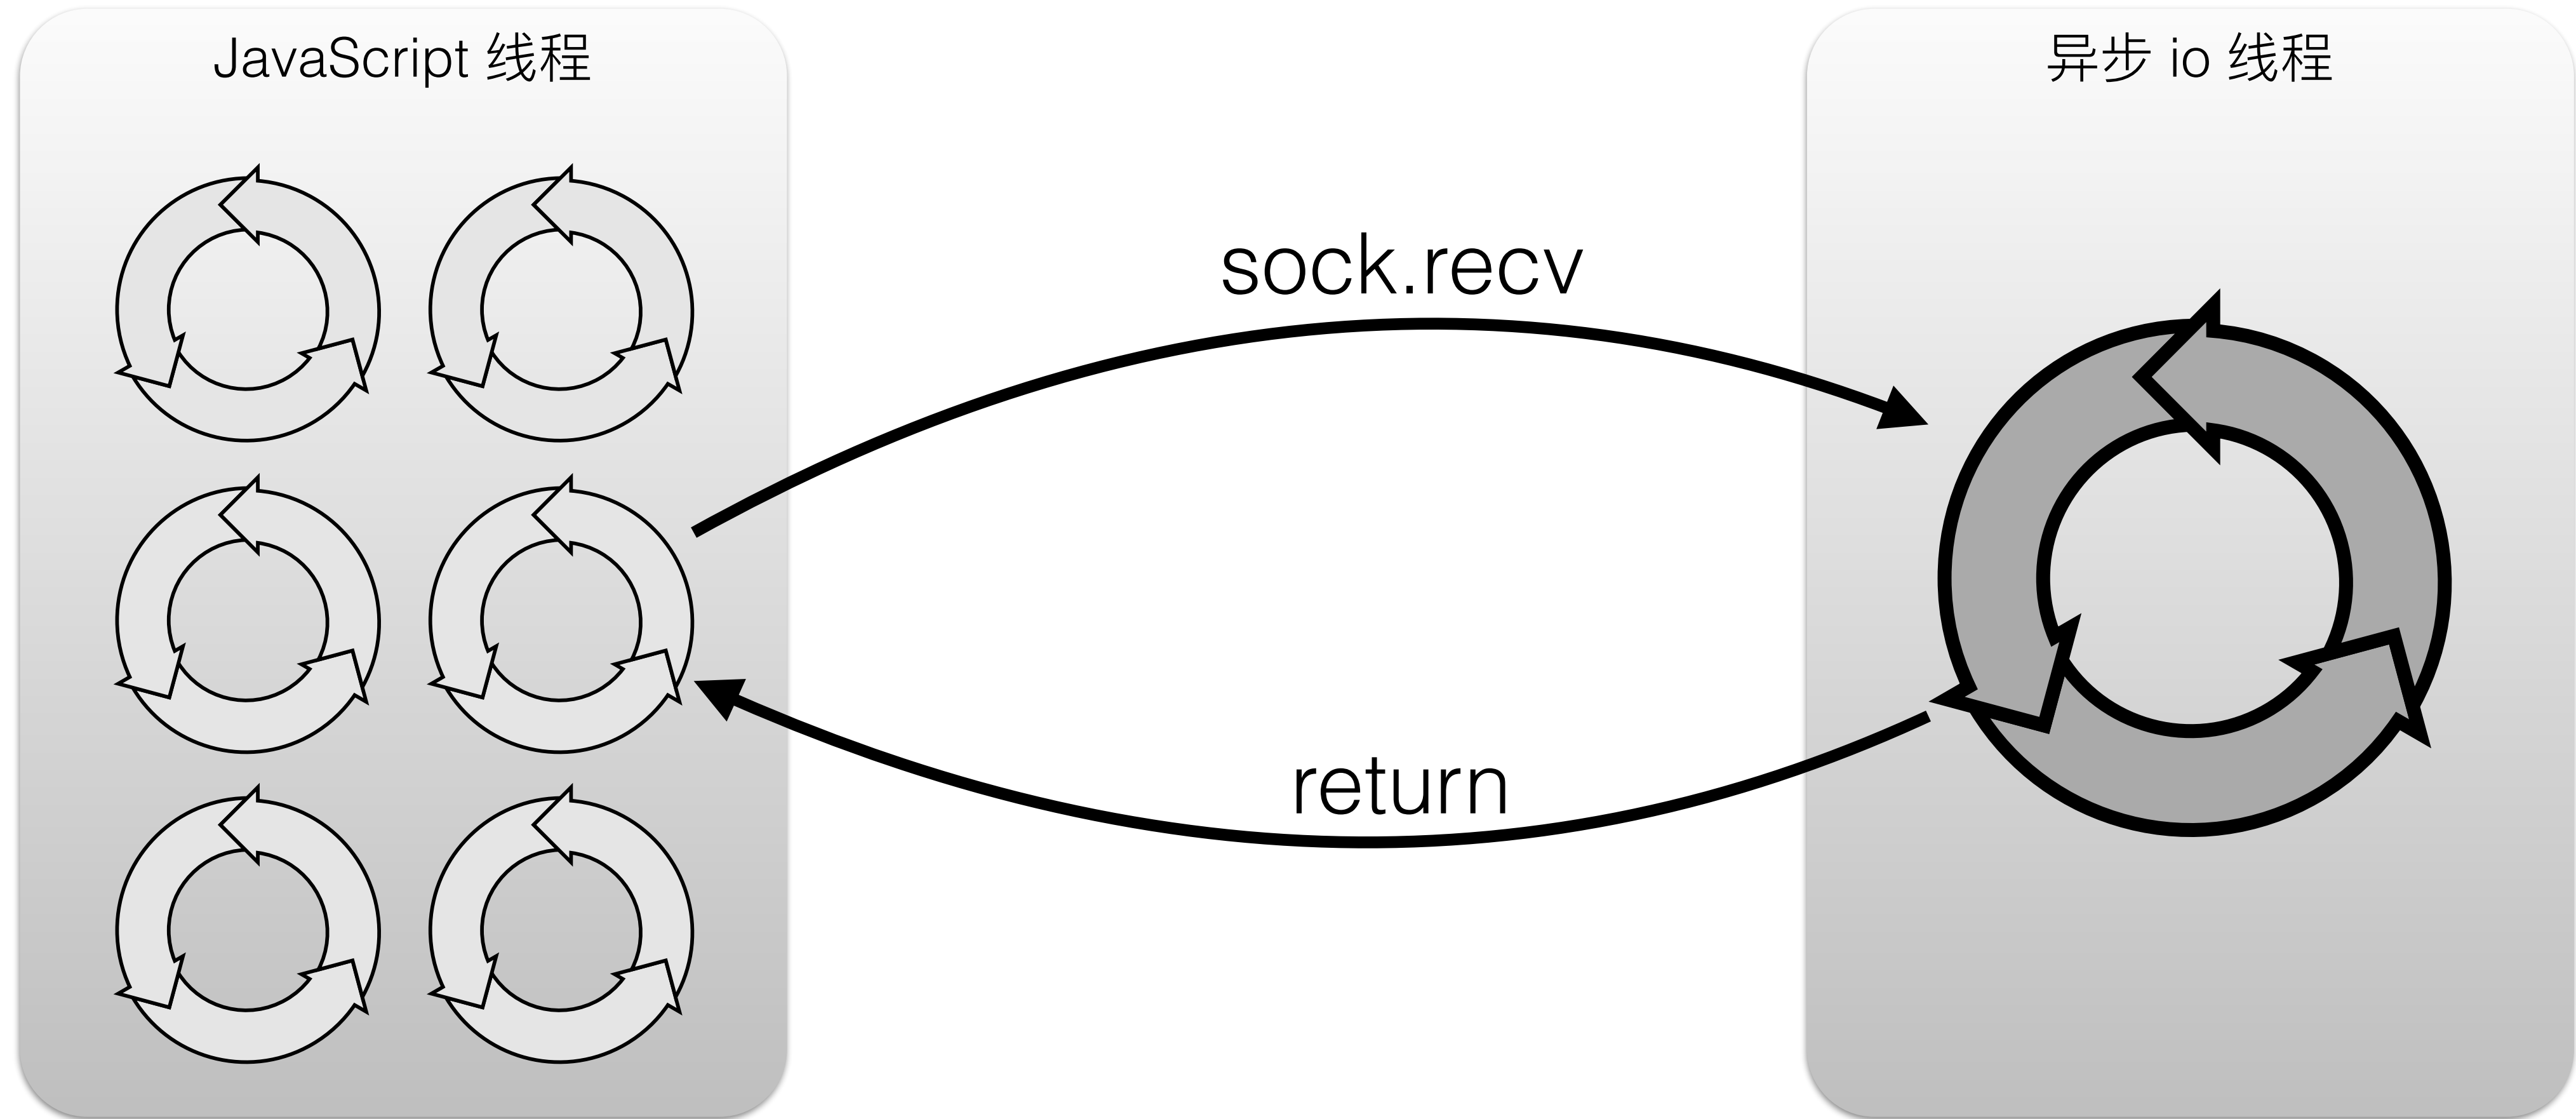 JavaScript 线程
异步 io 线程
sock.recv
return